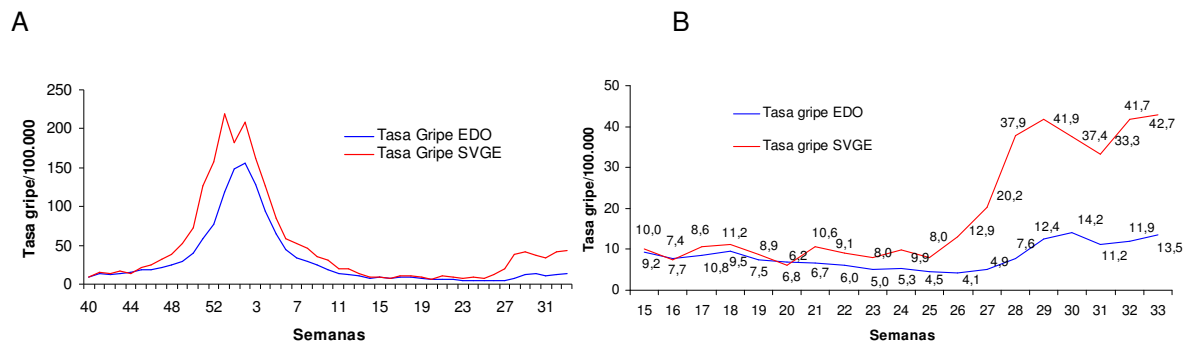 A
B
Tasa gripe/100.000
250
200
150
100
50
0
Tasa Gripe EDO
Tasa Gripe SVGE
40 44 48 52 3 7 11 15 19 23 27 31
Semanas
Tasa gripe/100.000
50
40
30
20
10
0
Tasa gripe EDO
Tasa gripe SVGE
10,0 7,4 8,6 11,2 8,9 6,2 10,6 9,1 8,0 9,9 8,0 12,9 20,2 37,9 41,9 37,4 33,3 41,7 42,7
9,2 7,7 10,8 9,5 7,5 6,8 6,7 6,0 5,0 5,3 4,5 4,1 4,9 7,6 12,4 14,2 11,2 11,9 13,5
15 16 17 18 19 20 21 22 23 24 25 26 27 28 29 30 31 32 33
Semanas